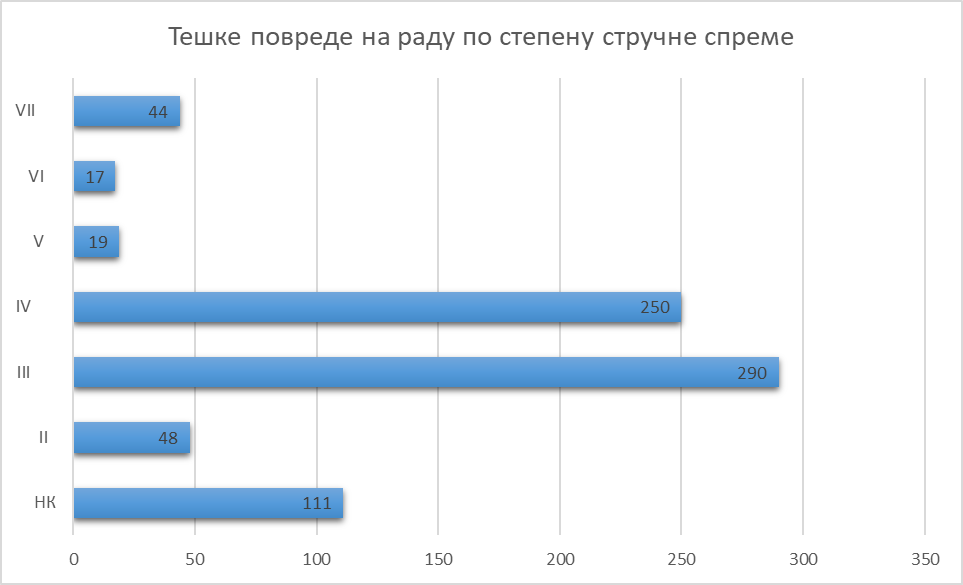 Тешке повреде на раду по степену стручне спреме
VII 44
VI 17
V 19
IV 250
III 290
II 48
НК 111
0 50 100 150 200 250 300 350